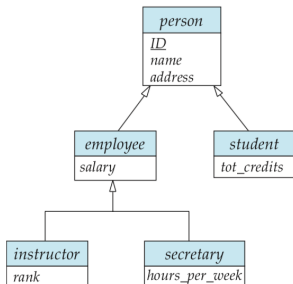 person
ID
name
address
employee
salary
student
tot_credits
instructor
rank
secretary
hours_per_week